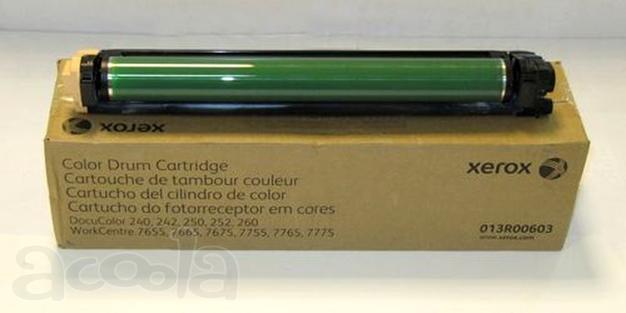 xerox
Color Drum Cartridge
Cartouche de tambour couleur
Cartucho del cilindro de color
Cartucho do fotorreceptor em cores
DocuColor 240, 242, 250, 252, 260
WorkCentre 7655, 7665, 7675, 7755, 7765, 7775
xerox
013R00603
www.xerox.com
acoola